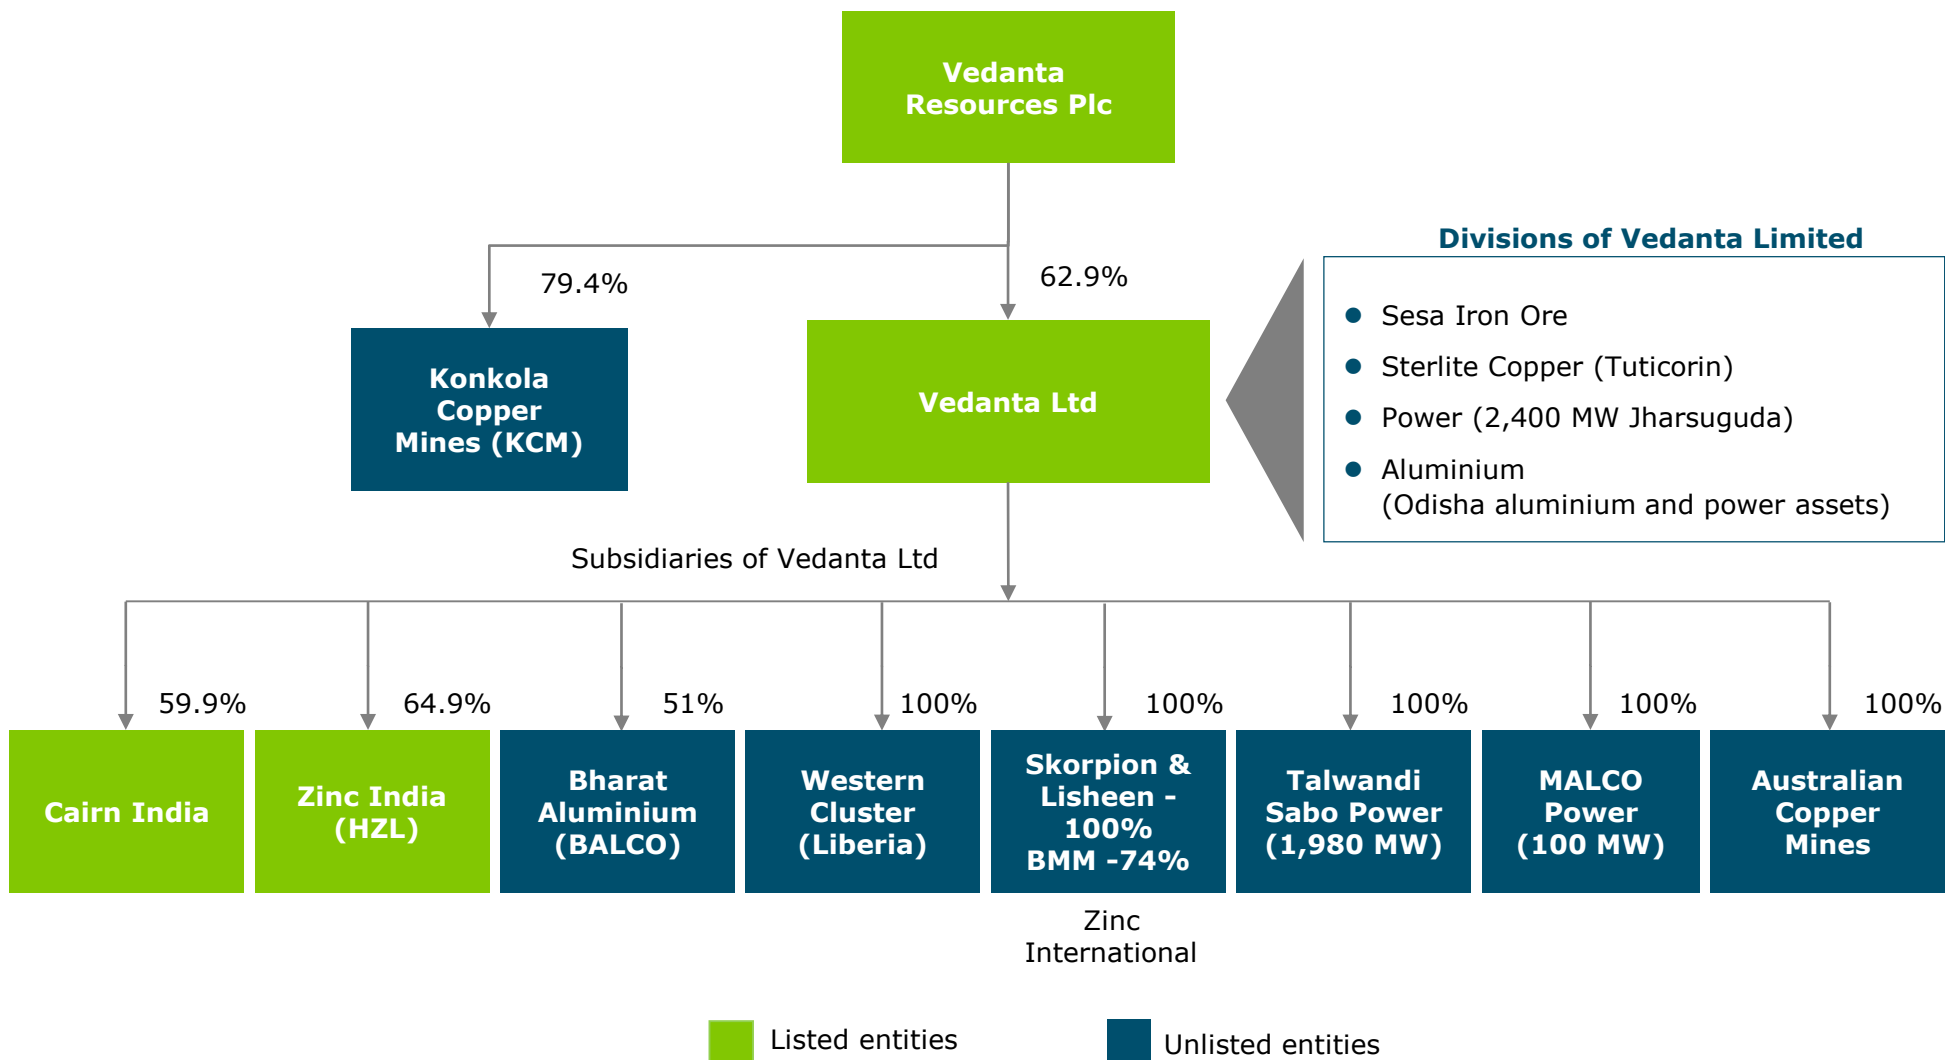 Vedanta
Resources Plc
Divisions of Vedanta Limited
79.4%
62.9%
Sesa Iron Ore
Sterlite Copper (Tuticorin)
Power (2,400 MW Jharsuguda)
Aluminium
(Odisha aluminium and power assets)
Konkola
Copper
Mines (KCM)
Vedanta Ltd
Subsidiaries of Vedanta Ltd
59.9%
64.9%
51%
100%
100%
100%
100%
100%
Cairn India
Zinc India
(HZL)
Bharat
Aluminium
(BALCO)
Western
Cluster
(Liberia)
Skorpion &
Lisheen -
100%
BMM -74%
Talwandi
Sabo Power
(1,980 MW)
MALCO
Power
(100 MW)
Australian
Copper
Mines
Zinc
International
Listed entities
Unlisted entities